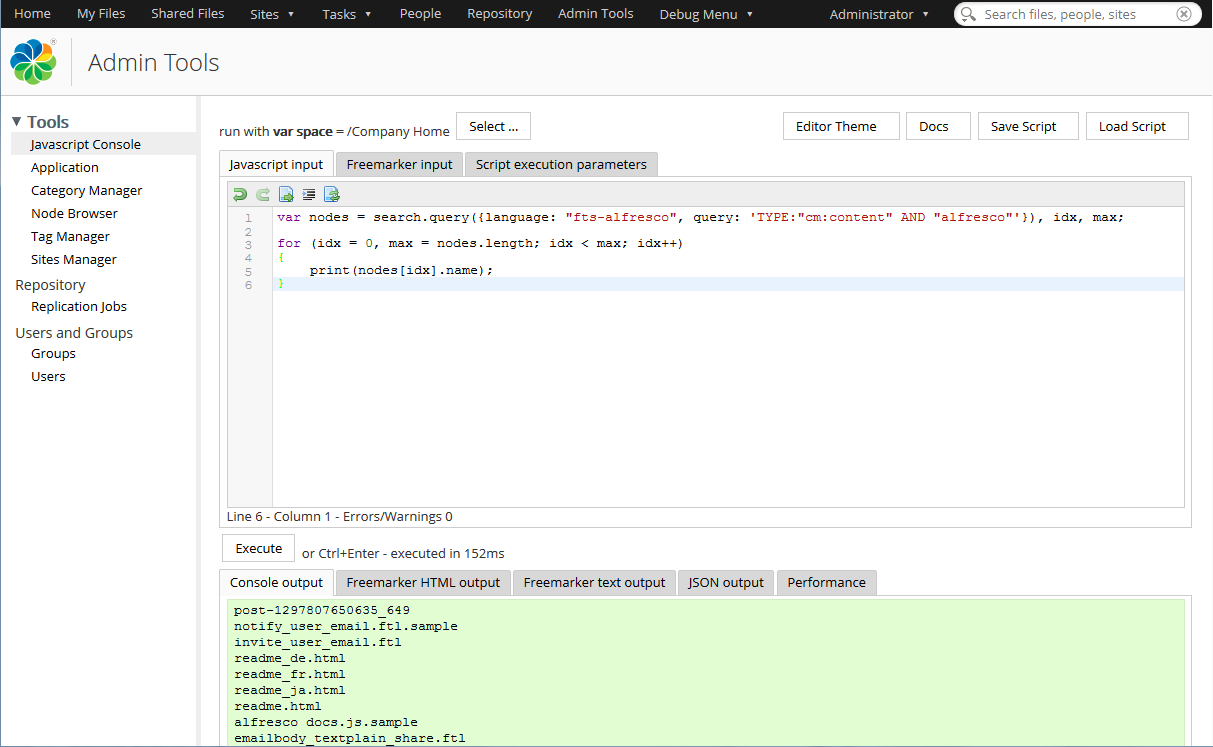 Home My Files Shared Files Sites ▼ Tasks ▼ People Repository Admin Tools Debug Menu ▼ Administrator ▼ Search files, people, sites
® Admin Tools
▼ Tools
Javascript Console
Application
Category Manager
Node Browser
Tag Manager
Sites Manager
Repository
Replication Jobs
Users and Groups
Groups
Users
run with var space = /Company Home Select ... Editor Theme Docs Save Script Load Script
Javascript input Freemarker input Script execution parameters
1 var nodes = search.query({language: "fts-alfresco", query: 'TYPE:"cm:content" AND "alfresco"'}), idx, max;
2
3 for (idx = 0, max = nodes.length; idx < max; idx++)
4 {
5 print(nodes[idx].name);
6 }
Line 6 - Column 1 - Errors/Warnings 0
Execute or Ctrl+Enter - executed in 152ms
Console output Freemarker HTML output Freemarker text output JSON output Performance
post-1297807650635_649
notify_user_email.ftl.sample
invite_user_email.ftl
readme_de.html
readme_fr.html
readme_ja.html
readme.html
alfresco docs.js.sample
emailbody_textplain_share.ftl